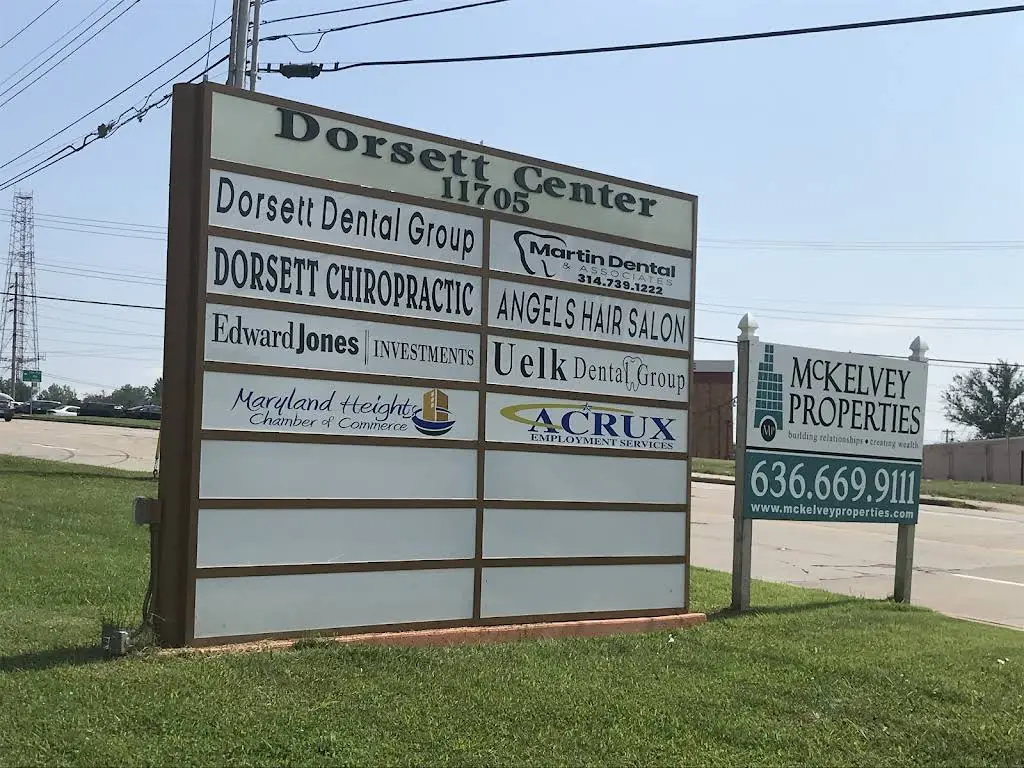 Dorsett Center
11705
Dorsett Dental Group
Martin Dental
& ASSOCIATES
314.739.1222
DORSETT CHIROPRACTIC
ANGELS HAIR SALON
EdwardJones INVESTMENTS
Uelk Dental Group
Maryland Heights
Chamber of Commerce
ACRUX
EMPLOYMENT SERVICES
MCKELVEY
PROPERTIES
MP
building relationships • creating wealth
636.669.9111
www.mckelveyproperties.com